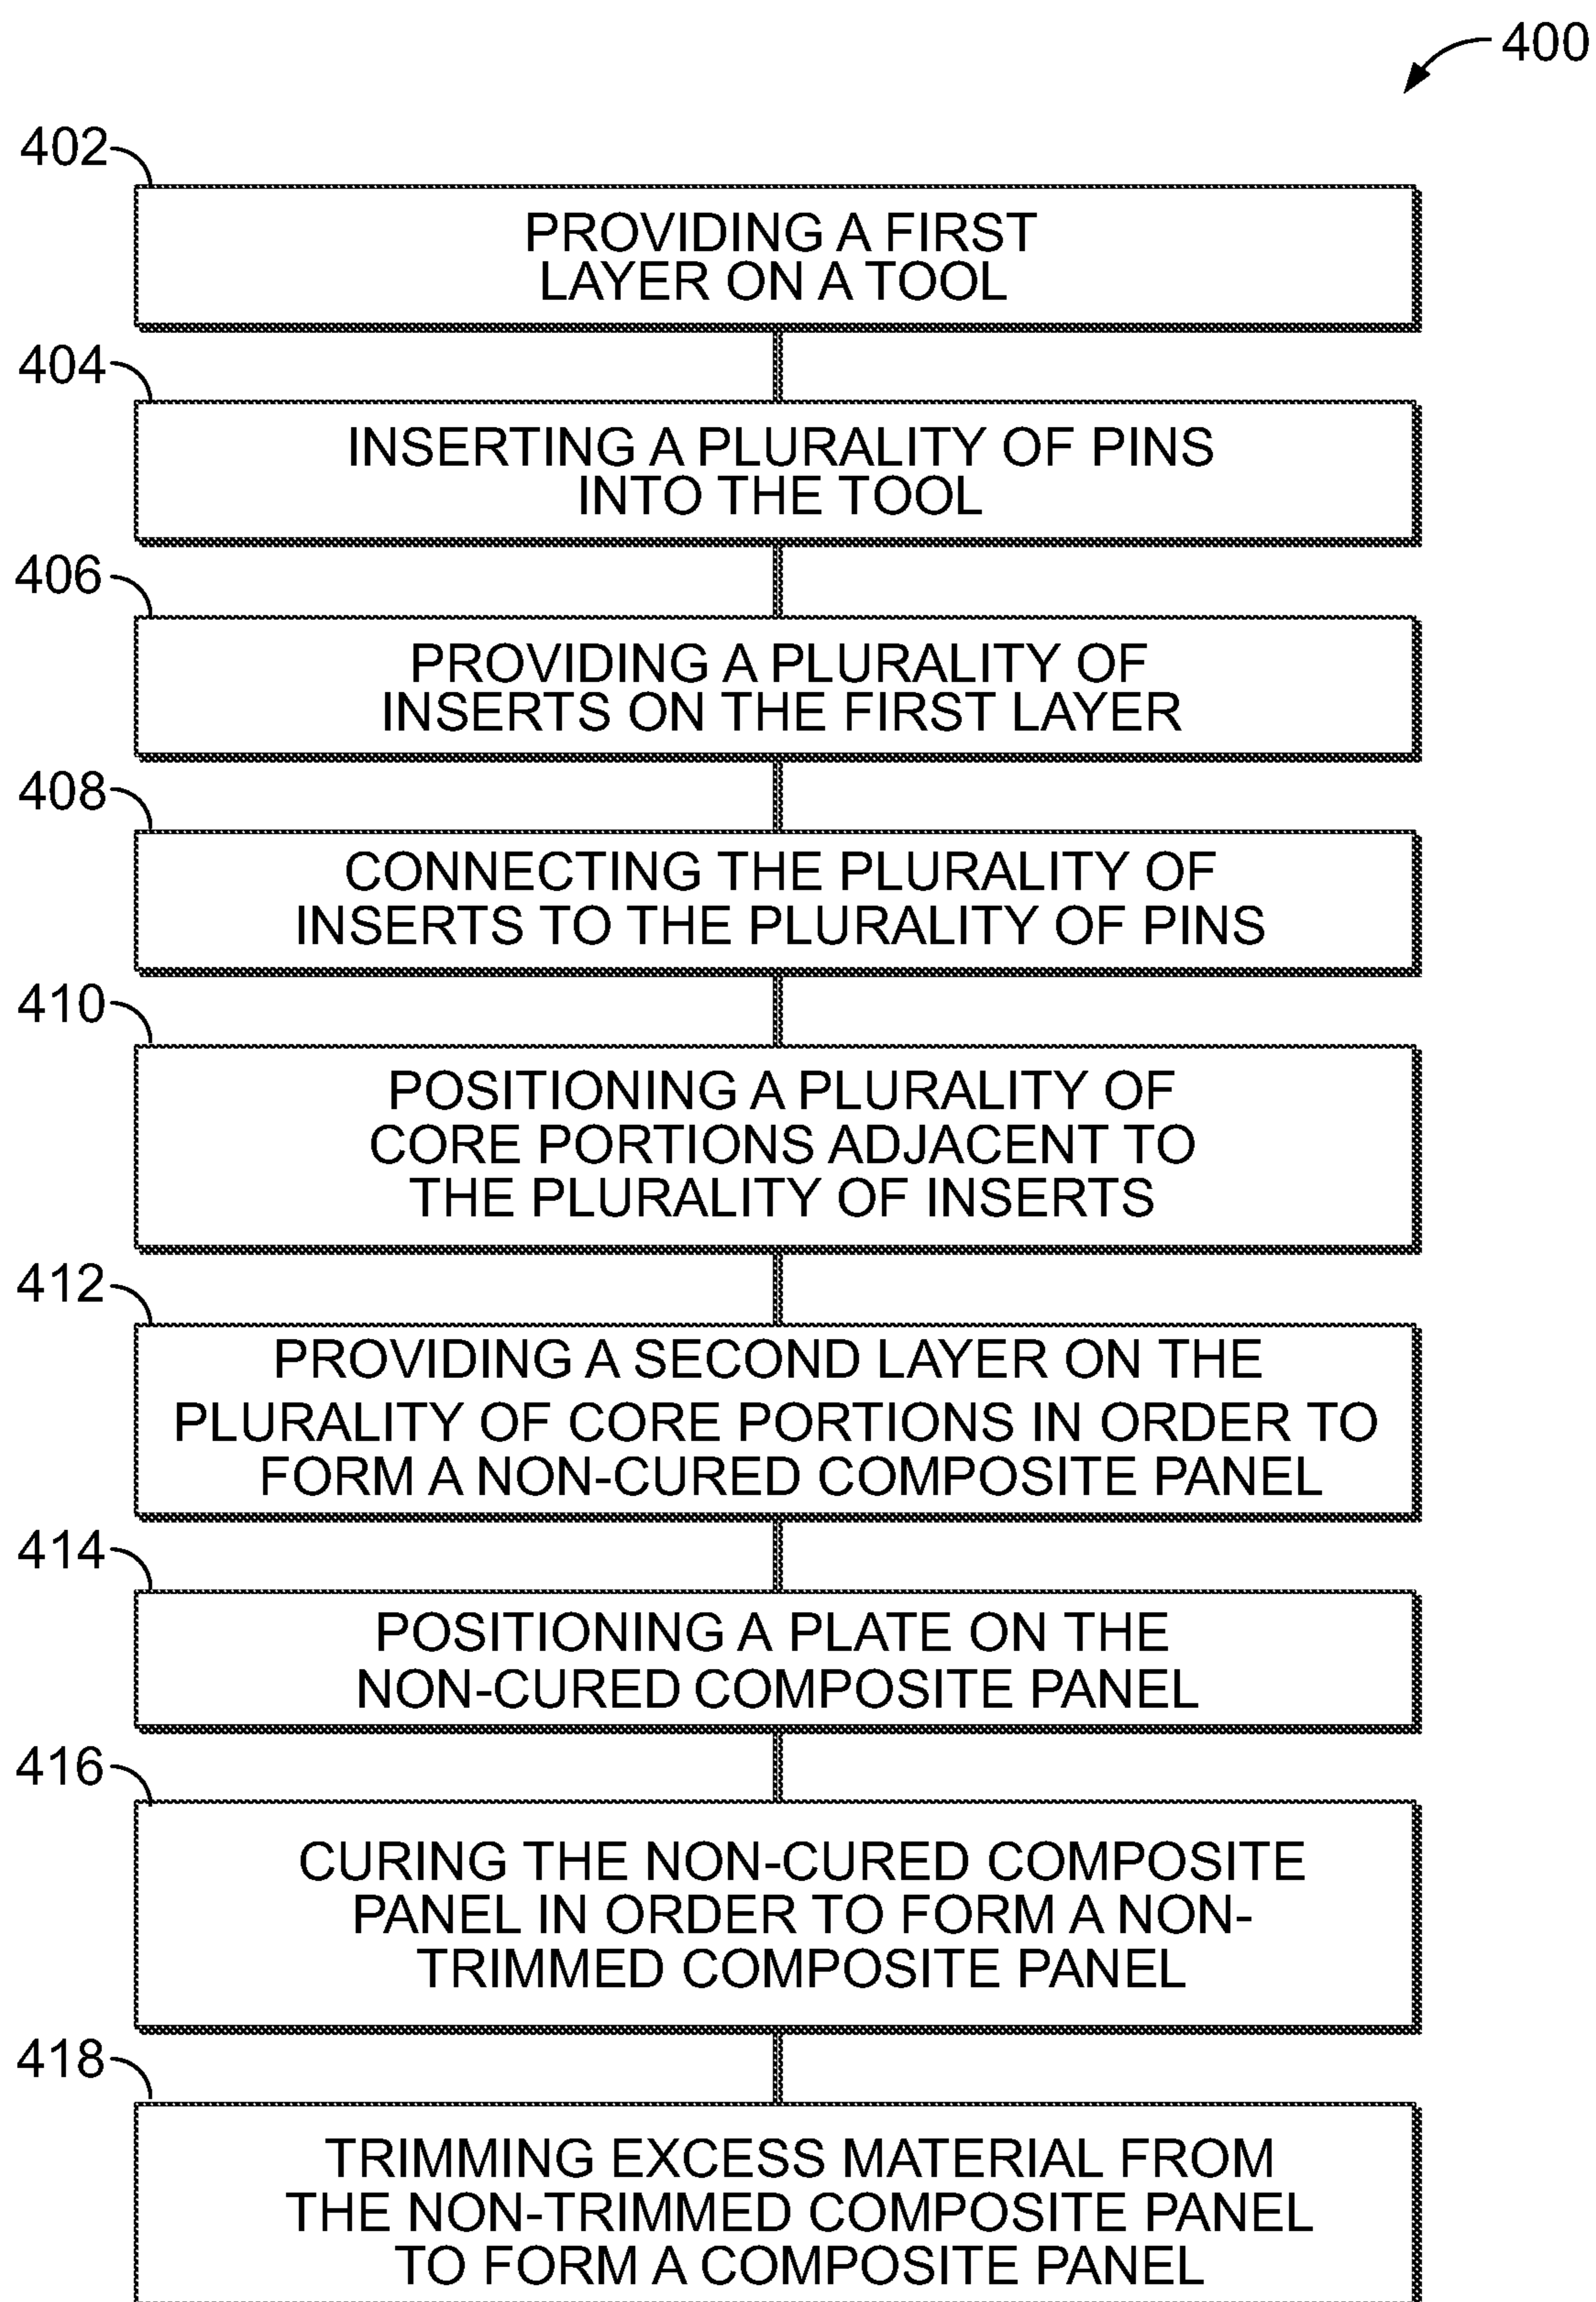 400
402
PROVIDING A FIRST
LAYER ON A TOOL
404
INSERTING A PLURALITY OF PINS
INTO THE TOOL
406
PROVIDING A PLURALITY OF
INSERTS ON THE FIRST LAYER
408
CONNECTING THE PLURALITY OF
INSERTS TO THE PLURALITY OF PINS
410
POSITIONING A PLURALITY OF
CORE PORTIONS ADJACENT TO
THE PLURALITY OF INSERTS
412
PROVIDING A SECOND LAYER ON THE
PLURALITY OF CORE PORTIONS IN ORDER TO
FORM A NON-CURED COMPOSITE PANEL
414
POSITIONING A PLATE ON THE
NON-CURED COMPOSITE PANEL
416
CURING THE NON-CURED COMPOSITE
PANEL IN ORDER TO FORM A NON-
TRIMMED COMPOSITE PANEL
418
TRIMMING EXCESS MATERIAL FROM
THE NON-TRIMMED COMPOSITE PANEL
TO FORM A COMPOSITE PANEL